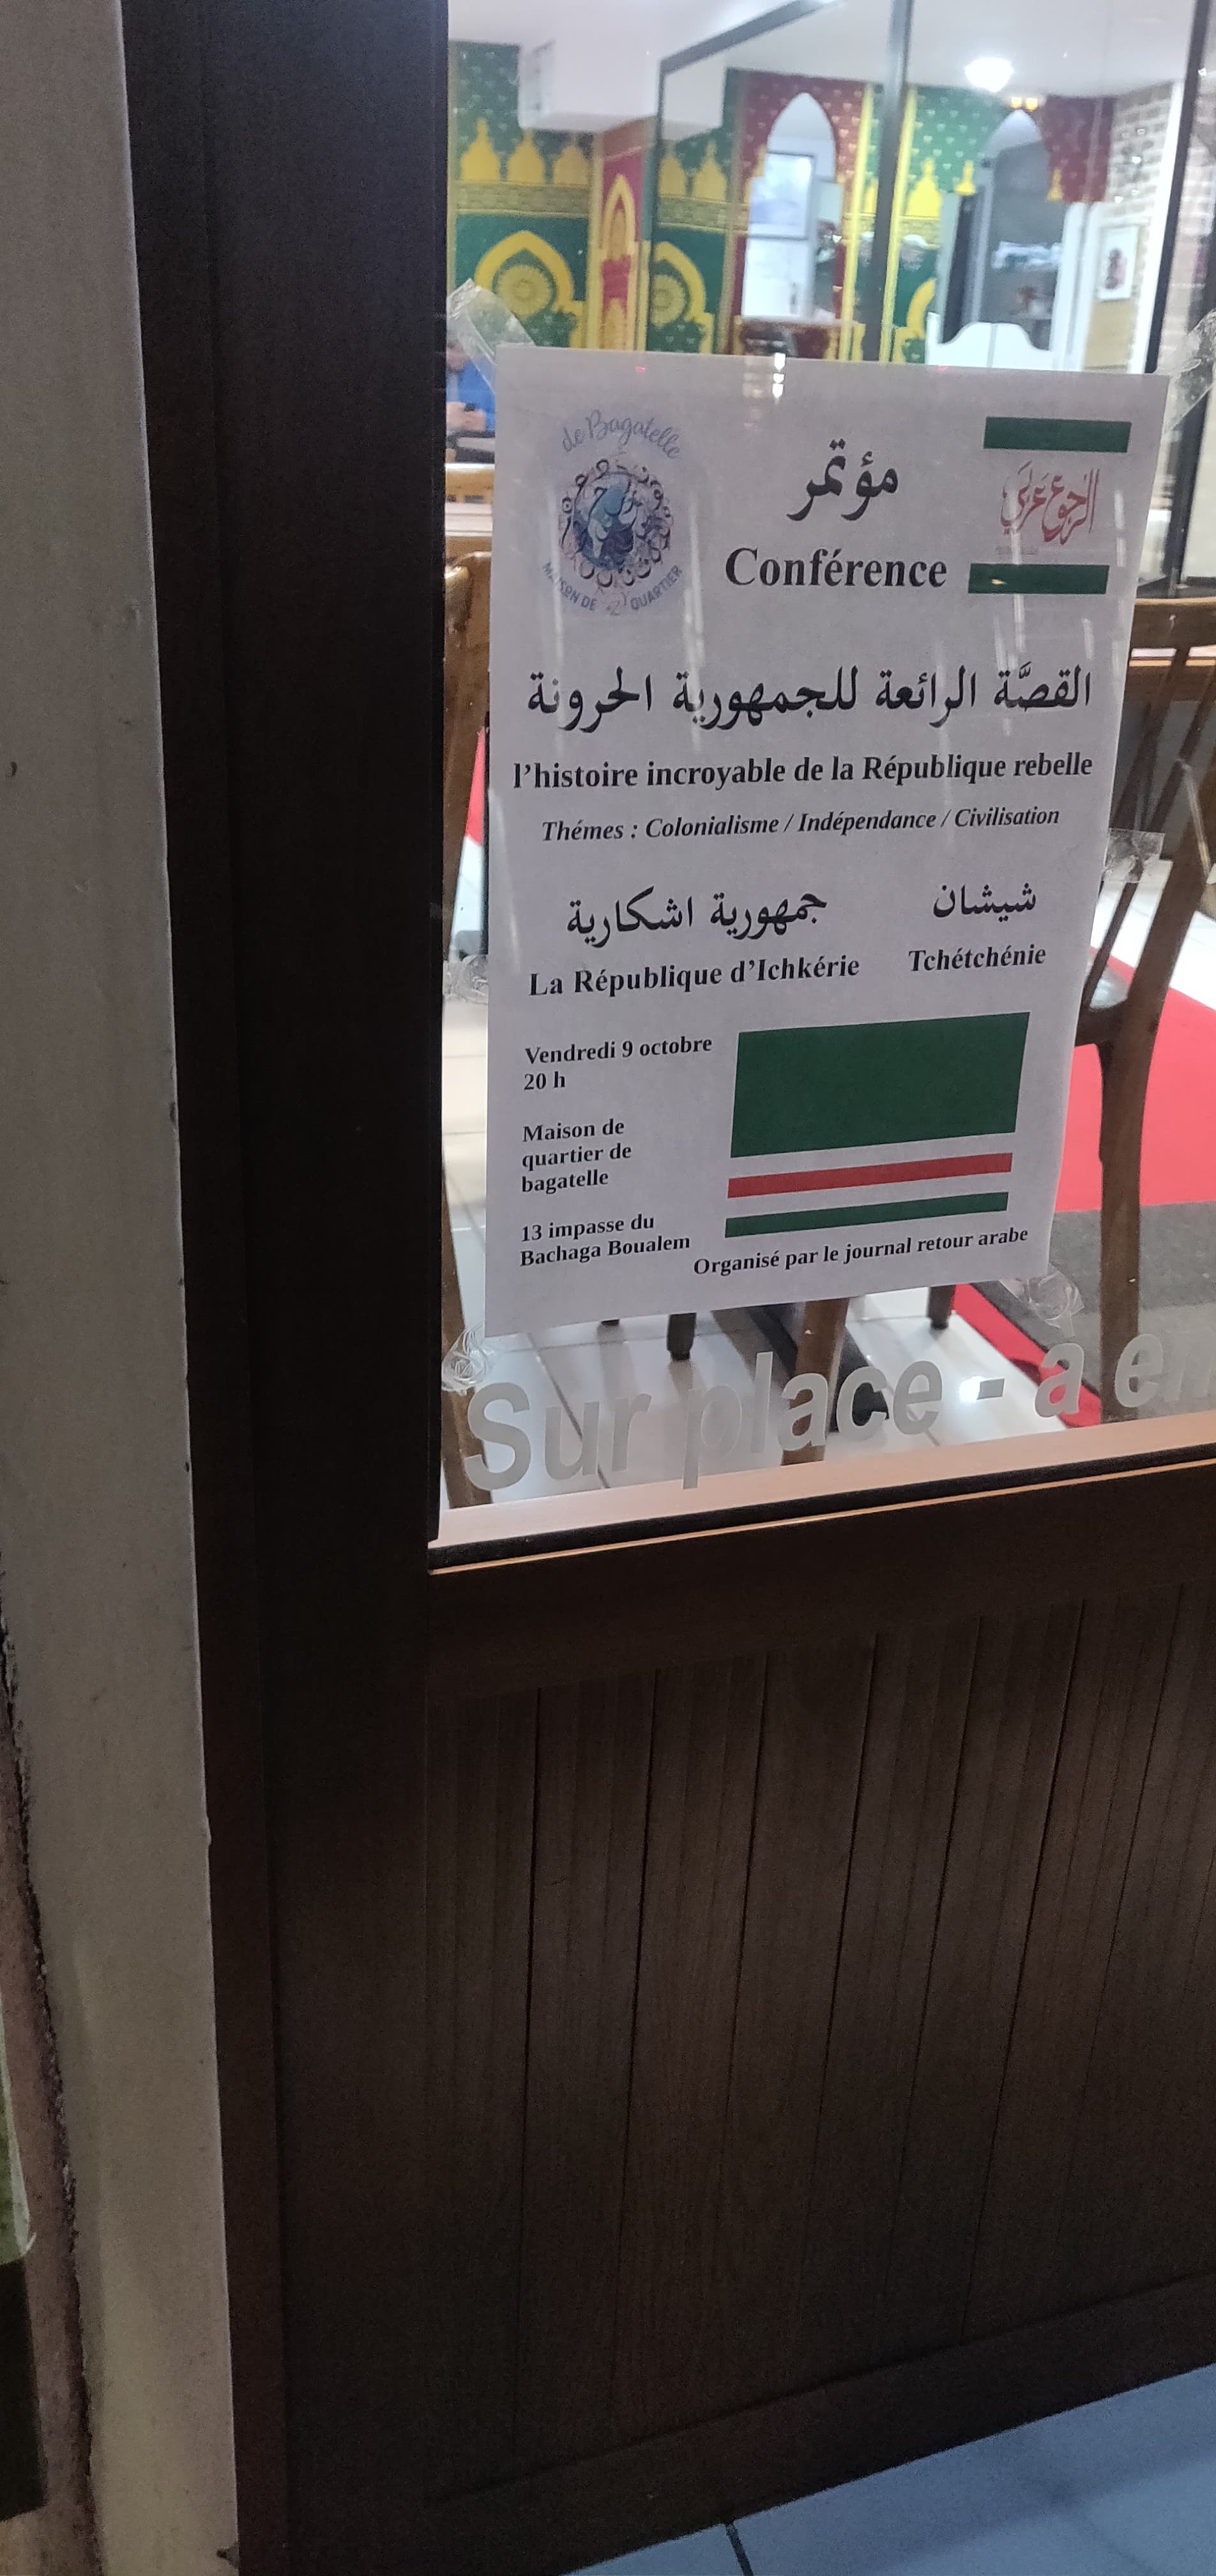 de Bagatelle
MAISON DE QUARTIER
مؤتمر
Conférence
الرجوع عربي
القصَّة الرائعة للجمهورية الحرونة
l’histoire incroyable de la République rebelle
Thémes : Colonialisme / Indépendance / Civilisation
شيشان
جمهورية اشكارية
La République d’Ichkérie
Tchétchénie
Vendredi 9 octobre
20 h
Maison de
quartier de
bagatelle
13 impasse du
Bachaga Boualem
Organisé par le journal retour arabe
Sur place - a em